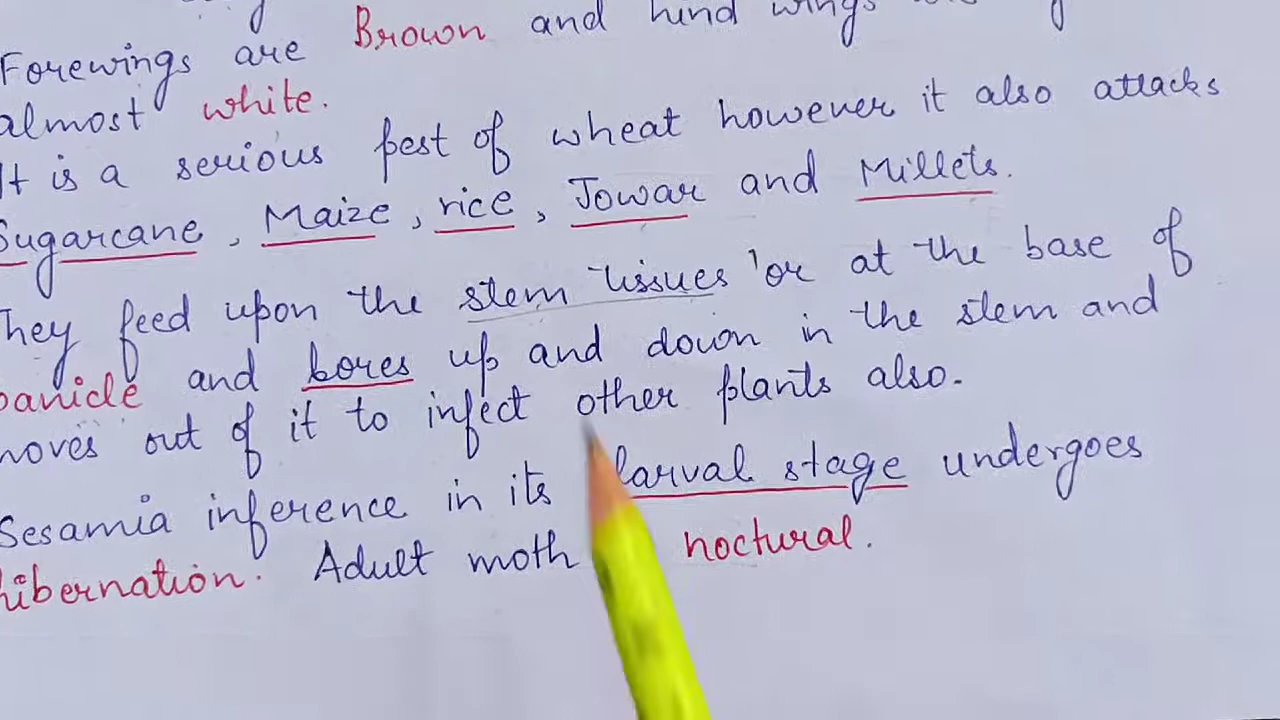 Forewings are Brown and hind wings
almost white.
It is a serious pest of wheat however it also attacks
Sugarcane, Maize, rice, Jowar and Millets.
They feed upon the stem tissues or at the base of
panicle and bores up and down in the stem and
moves out of it to infect other plants also.
Sesamia inference in its larval stage undergoes
hibernation. Adult moth noctural.